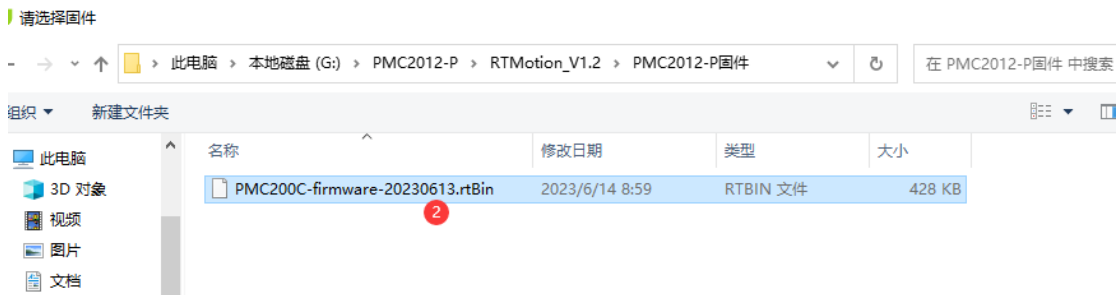 请选择固件
此电脑 › 本地磁盘 (G:) › PMC2012-P › RTMotion_V1.2 › PMC2012-P固件
在 PMC2012-P固件 中搜索
组织 新建文件夹
名称 修改日期 类型 大小
PMC200C-firmware-20230613.rtBin 2023/6/14 8:59 RTBIN 文件 428 KB
2
此电脑
3D 对象
视频
图片
文档